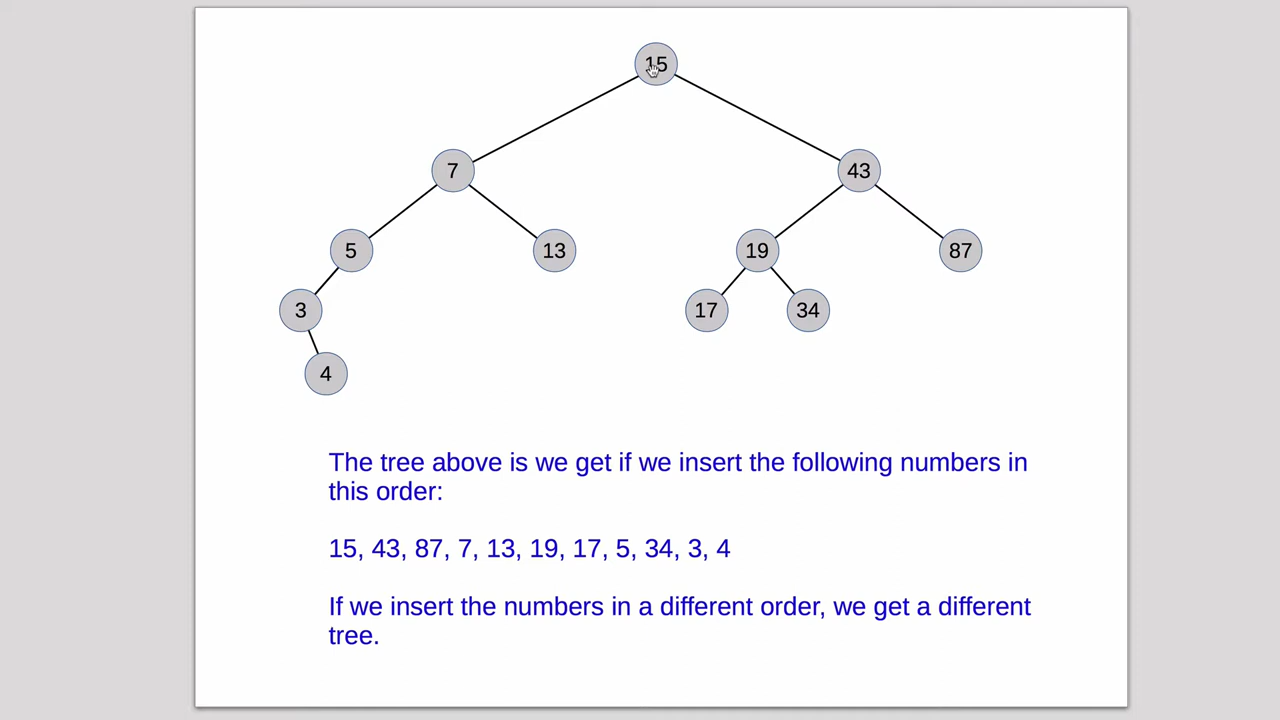 15
7
43
5
13
19
87
3
17
34
4
The tree above is we get if we insert the following numbers in
this order:
15, 43, 87, 7, 13, 19, 17, 5, 34, 3, 4
If we insert the numbers in a different order, we get a different
tree.